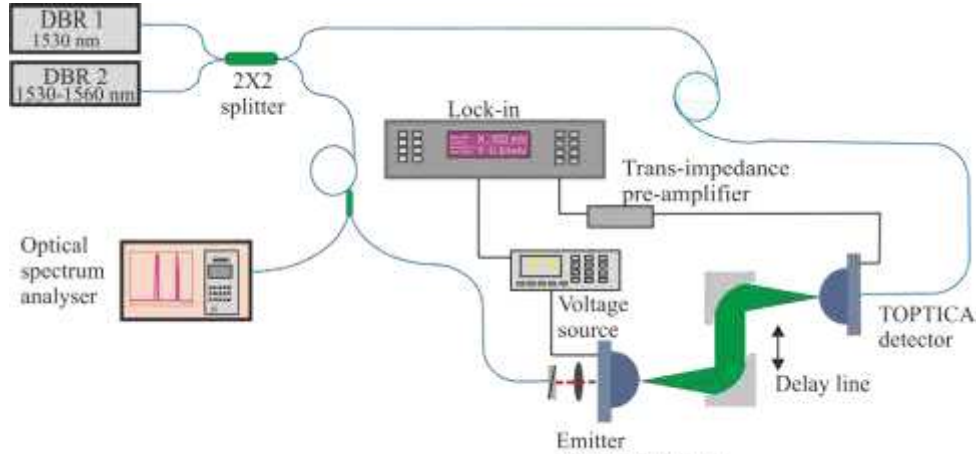 DBR 1
1530 nm
DBR 2
1530-1560 nm
2X2
splitter
Lock-in
Trans-impedance
pre-amplifier
Optical
spectrum
analyser
Voltage
source
TOPTICA
detector
Delay line
Emitter